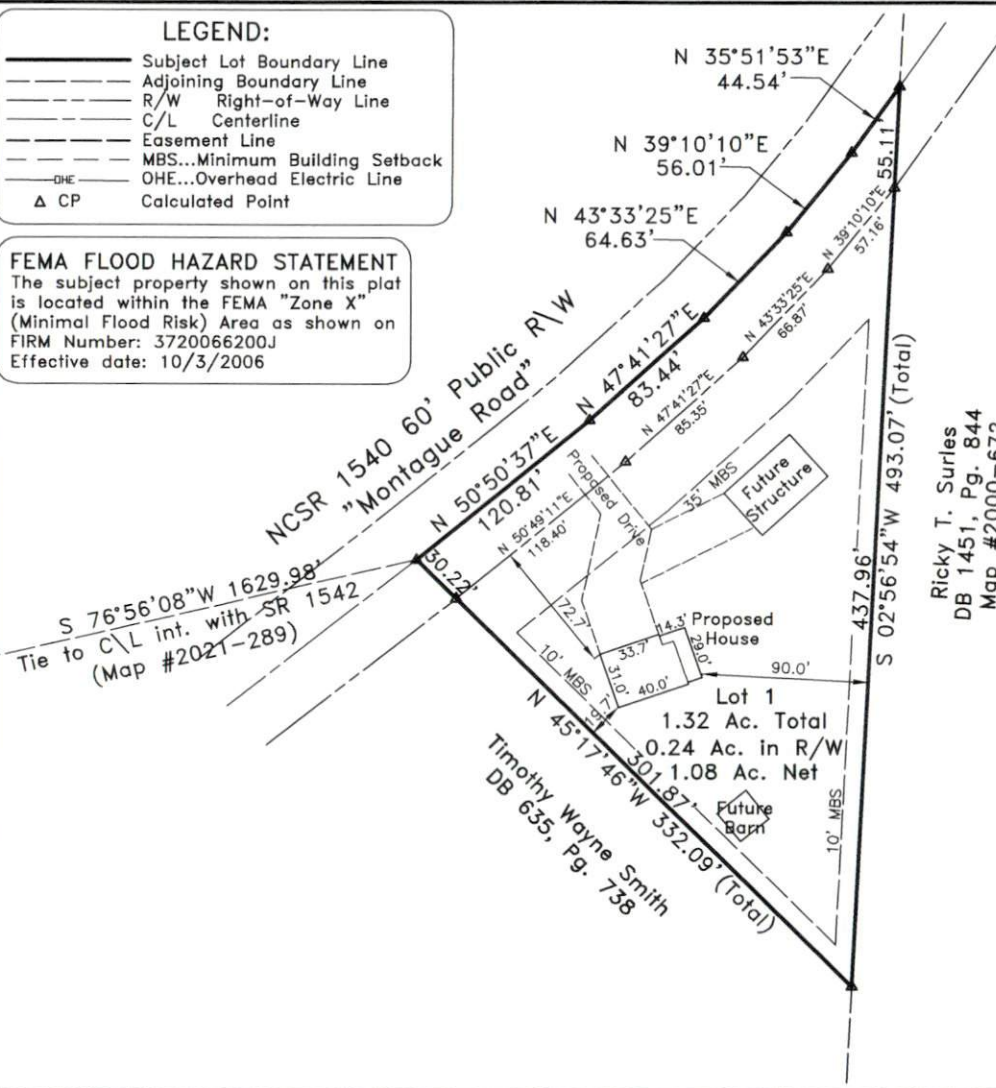 LEGEND:
Subject Lot Boundary Line
Adjoining Boundary Line
R/W Right-of-Way Line
C/L Centerline
Easement Line
MBS...Minimum Building Setback
OHE OHE...Overhead Electric Line
△ CP Calculated Point
FEMA FLOOD HAZARD STATEMENT
The subject property shown on this plat
is located within the FEMA "Zone X"
(Minimal Flood Risk) Area as shown on
FIRM Number: 3720066200J
Effective date: 10/3/2006
N 35°51'53"E
44.54'
N 39°10'10"E
56.01'
N 43°33'25"E
64.63'
N 47°41'27"E
83.44'
N 50°50'37"E
120.81'
NCSR 1540 60' Public R\W
"Montague Road"
S 76°56'08"W 1629.98'
Tie to C\L int. with SR 1542
(Map #2021-289)
55.11
N 39°10'10"E
57.16'
N 43°33'25"E
66.87'
N 47°41'27"E
85.35'
N 50°49'11"E
118.40'
30.22'
Proposed Drive
35' MBS
Future
Structure
437.96'
S 02°56'54"W 493.07' (Total)
Ricky T. Surles
DB 1451, Pg. 844
Map #2000-672
72.7'
14.3'
Proposed
House
33.7'
29.0'
31.0'
40.0'
90.0'
10' MBS
Lot 1
1.32 Ac. Total
0.24 Ac. in R/W
1.08 Ac. Net
301.87'
N 45°17'46"W 332.09' (Total)
Timothy Wayne Smith
DB 635, Pg. 738
Future
Barn
10' MBS